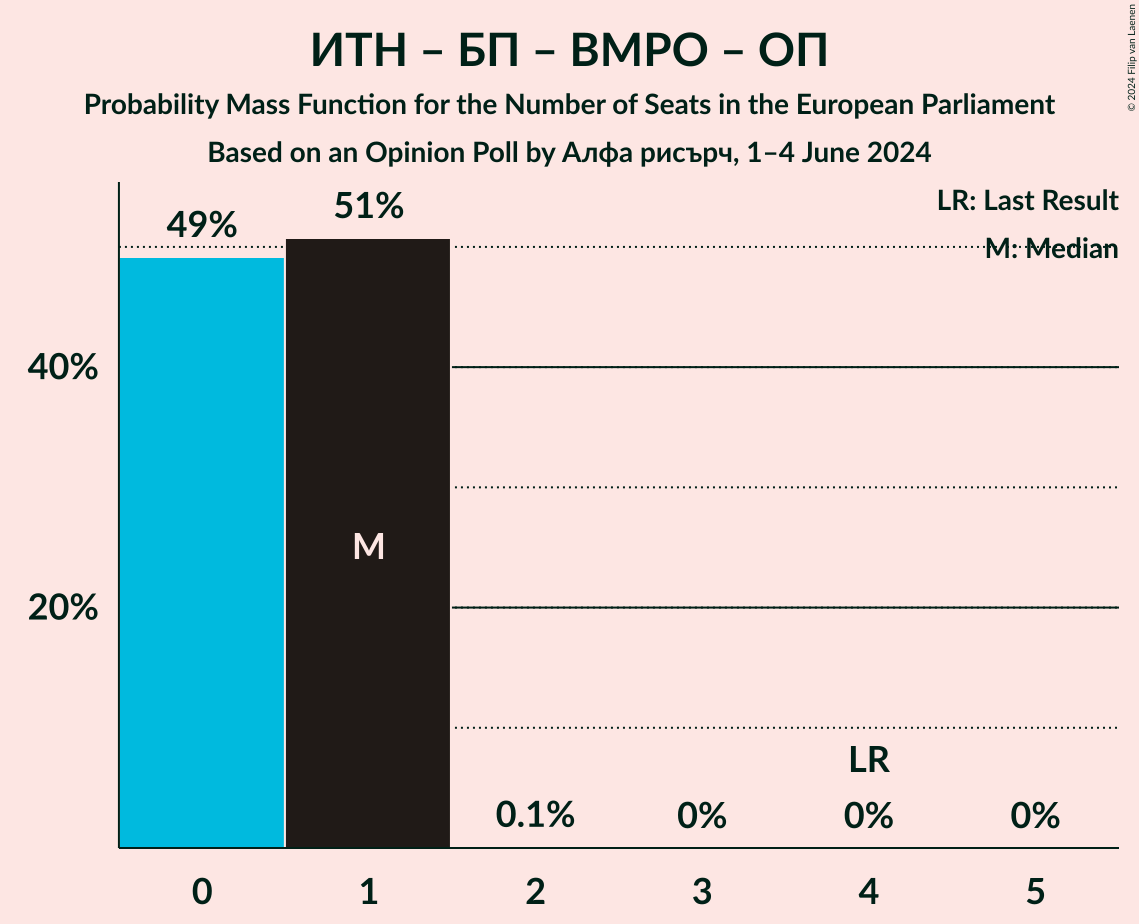 ИТН – БП – ВМРО – ОП
Probability Mass Function for the Number of Seats in the European Parliament
Based on an Opinion Poll by Алфа рисърч, 1–4 June 2024
© 2024 Filip van Laenen
LR: Last Result
M: Median
49%
51%
40%
M
20%
LR
0.1%
0%
0%
0%
0
1
2
3
4
5